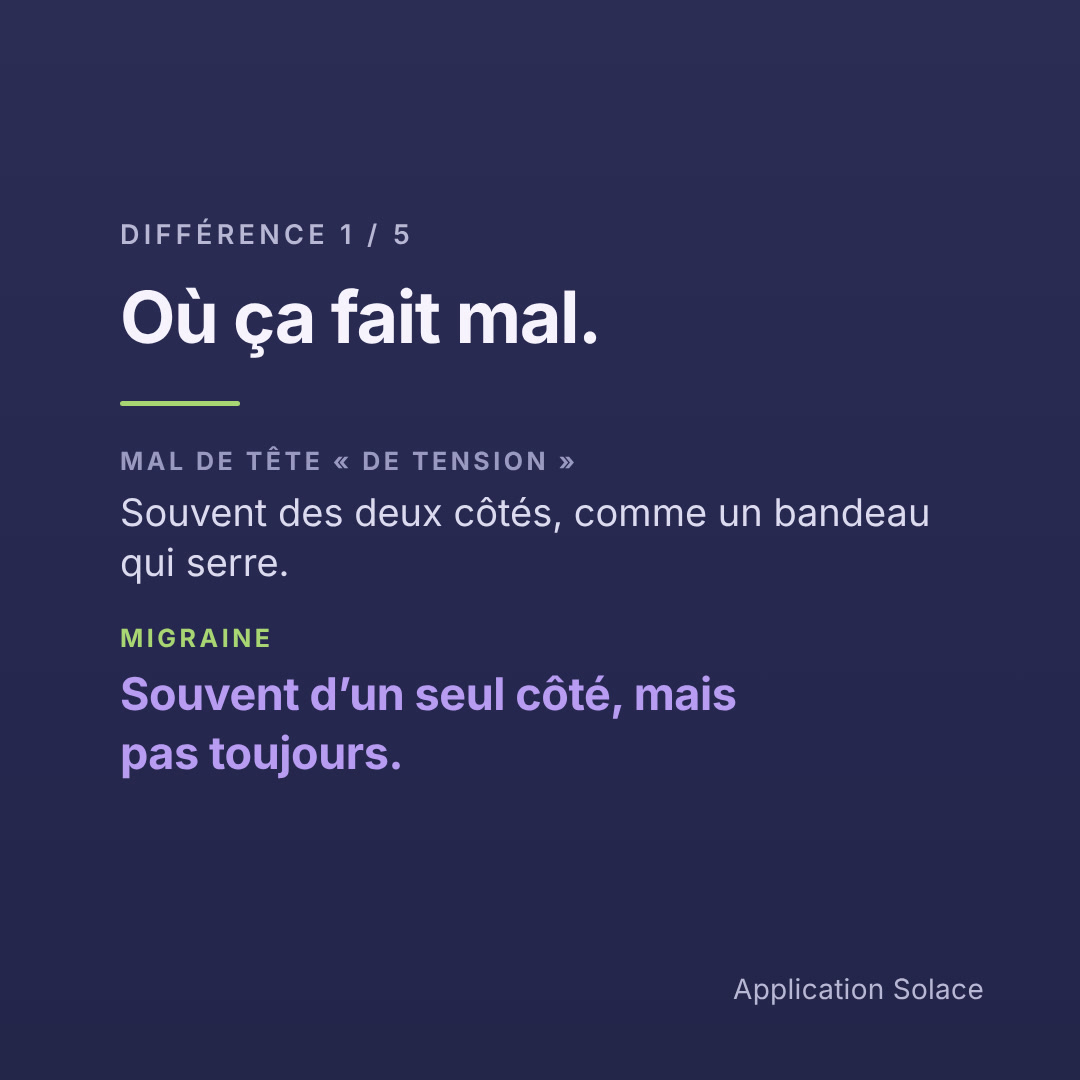 DIFFÉRENCE 1 / 5
Où ça fait mal.
MAL DE TÊTE « DE TENSION »
Souvent des deux côtés, comme un bandeau
qui serre.
MIGRAINE
Souvent d’un seul côté, mais
pas toujours.
Application Solace